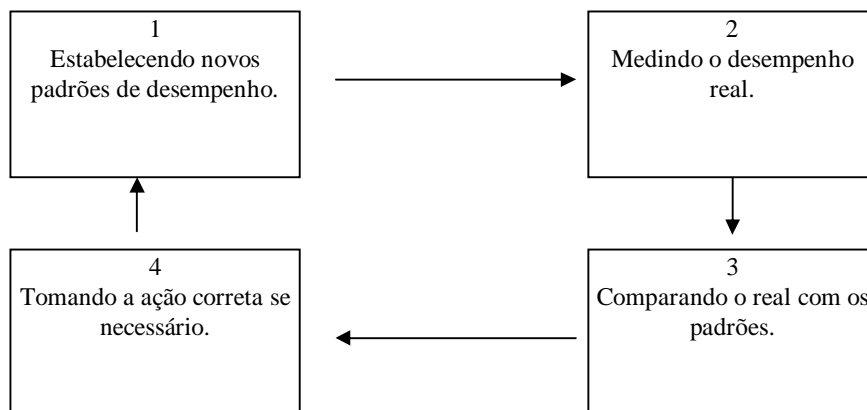 1
Estabelecendo novos
padrões de desempenho.
2
Medindo o desempenho
real.
3
Comparando o real com os
padrões.
4
Tomando a ação correta se
necessário.